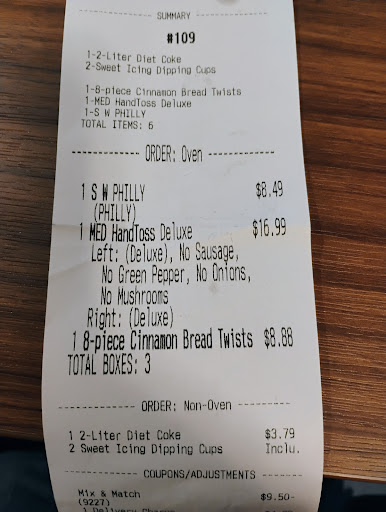 SUMMARY
#109
1-2-Liter Diet Coke
2-Sweet Icing Dipping Cups
1-8-piece Cinnamon Bread Twists
1-MED HandToss Deluxe
1-S W PHILLY
TOTAL ITEMS: 6
ORDER: Oven
1 S W PHILLY $8.49
(PHILLY)
1 MED HandToss Deluxe $16.99
Left: (Deluxe), No Sausage,
No Green Pepper, No Onions,
No Mushrooms
Right: (Deluxe)
1 8-piece Cinnamon Bread Twists $8.88
TOTAL BOXES: 3
ORDER: Non-Oven
1 2-Liter Diet Coke $3.79
2 Sweet Icing Dipping Cups Inclu.
COUPONS/ADJUSTMENTS
Mix & Match $9.50-
(9227)
1 Delivery Charge